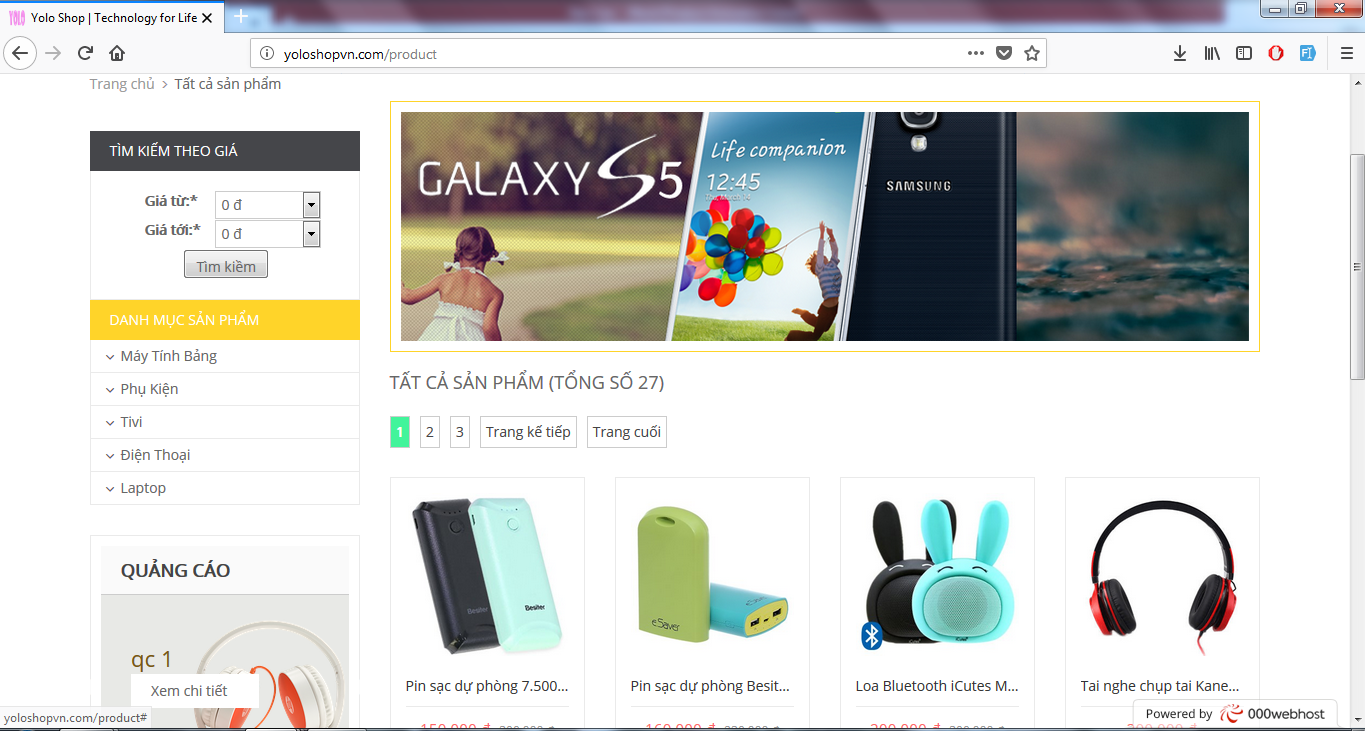 YOLO Yolo Shop | Technology for Life
yoloshopvn.com/product
Trang chủ > Tất cả sản phẩm
TÌM KIẾM THEO GIÁ
Giá từ:* 0 đ
Giá tới:* 0 đ
Tìm kiếm
DANH MỤC SẢN PHẨM
Máy Tính Bảng
Phụ Kiện
Tivi
Điện Thoại
Laptop
QUẢNG CÁO
qc 1
Xem chi tiết
yoloshopvn.com/product#
GALAXY S5
Life companion
12:45
SAMSUNG
TẤT CẢ SẢN PHẨM (TỔNG SỐ 27)
1 2 3 Trang kế tiếp Trang cuối
Besiter Besiter
eSaver
Pin sạc dự phòng 7.500...
Pin sạc dự phòng Besit...
Loa Bluetooth iCutes M...
Tai nghe chụp tai Kane...
Powered by 000webhost